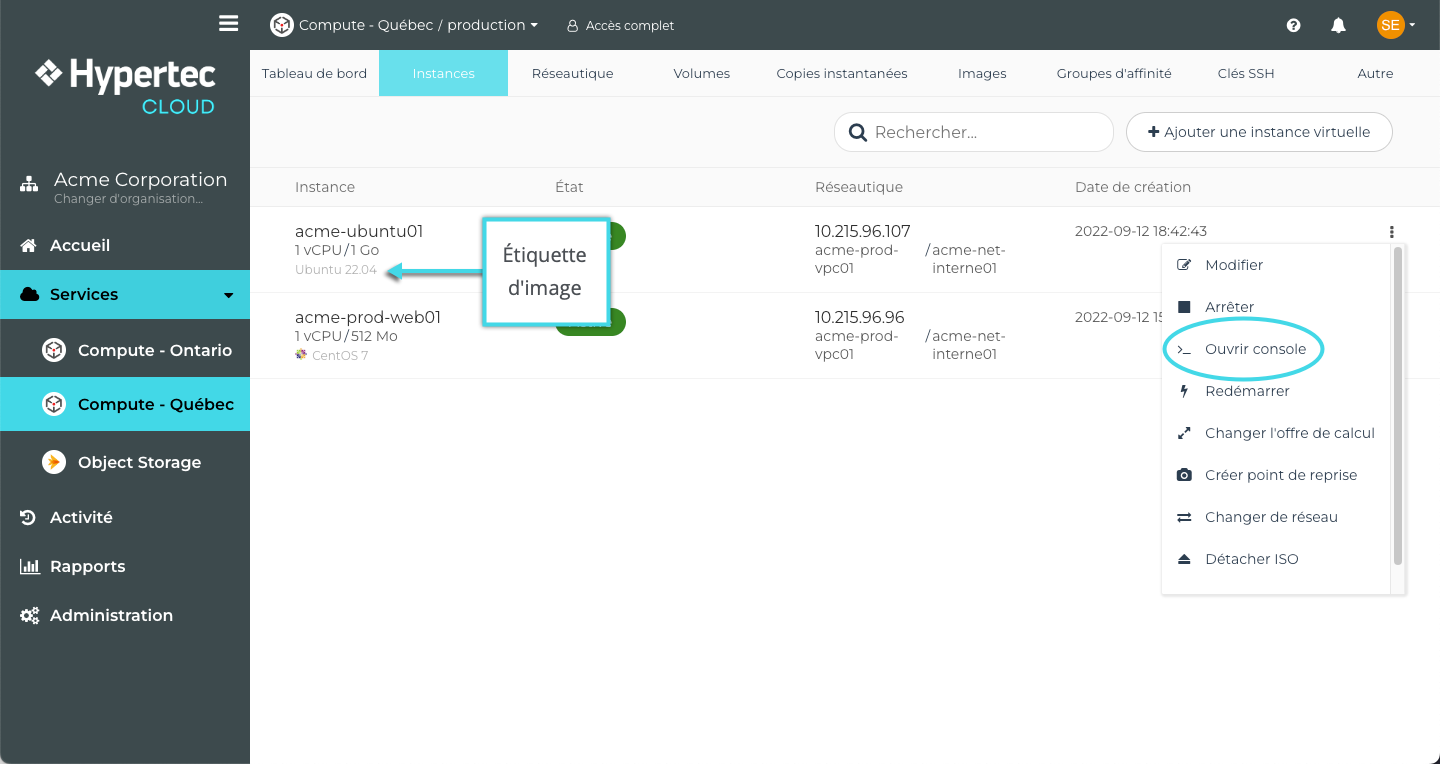 Compute - Québec / production
Accès complet
SE
Hypertec
CLOUD
Tableau de bord
Instances
Réseautique
Volumes
Copies instantanées
Images
Groupes d'affinité
Clés SSH
Autre
Rechercher...
Ajouter une instance virtuelle
Acme Corporation
Changer d'organisation...
Accueil
Services
Compute - Ontario
Compute - Québec
Object Storage
Activité
Rapports
Administration
Instance
État
Réseautique
Date de création
acme-ubuntu01
1 vCPU/1 Go
Ubuntu 22.04
Étiquette
d'image
10.215.96.107
acme-prod-
vpc01
/acme-net-
interne01
2022-09-12 18:42:43
acme-prod-web01
1 vCPU/512 Mo
CentOS 7
10.215.96.96
acme-prod-
vpc01
/acme-net-
interne01
2022-09-12
Modifier
Arrêter
Ouvrir console
Redémarrer
Changer l'offre de calcul
Créer point de reprise
Changer de réseau
Détacher ISO